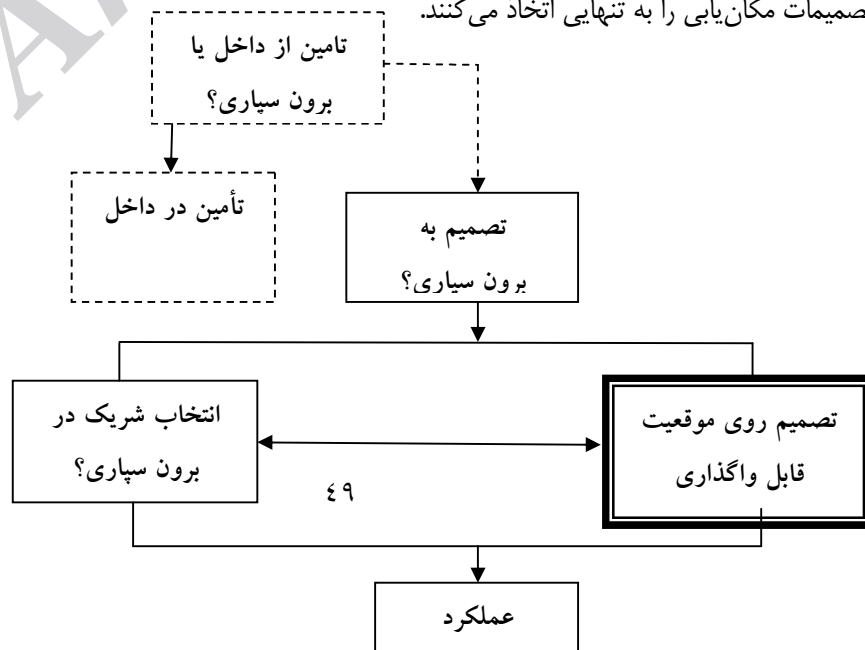 صمیمات مکان‌یابی را به تنهایی اتخاذ می‌کنند.
تامین از داخل یا
برون سپاری؟
تأمین در داخل
تصمیم به
برون سپاری؟
تصمیم روی موقعیت
قابل واگذاری
انتخاب شریک در
برون سپاری؟
٤٩
عملکرد